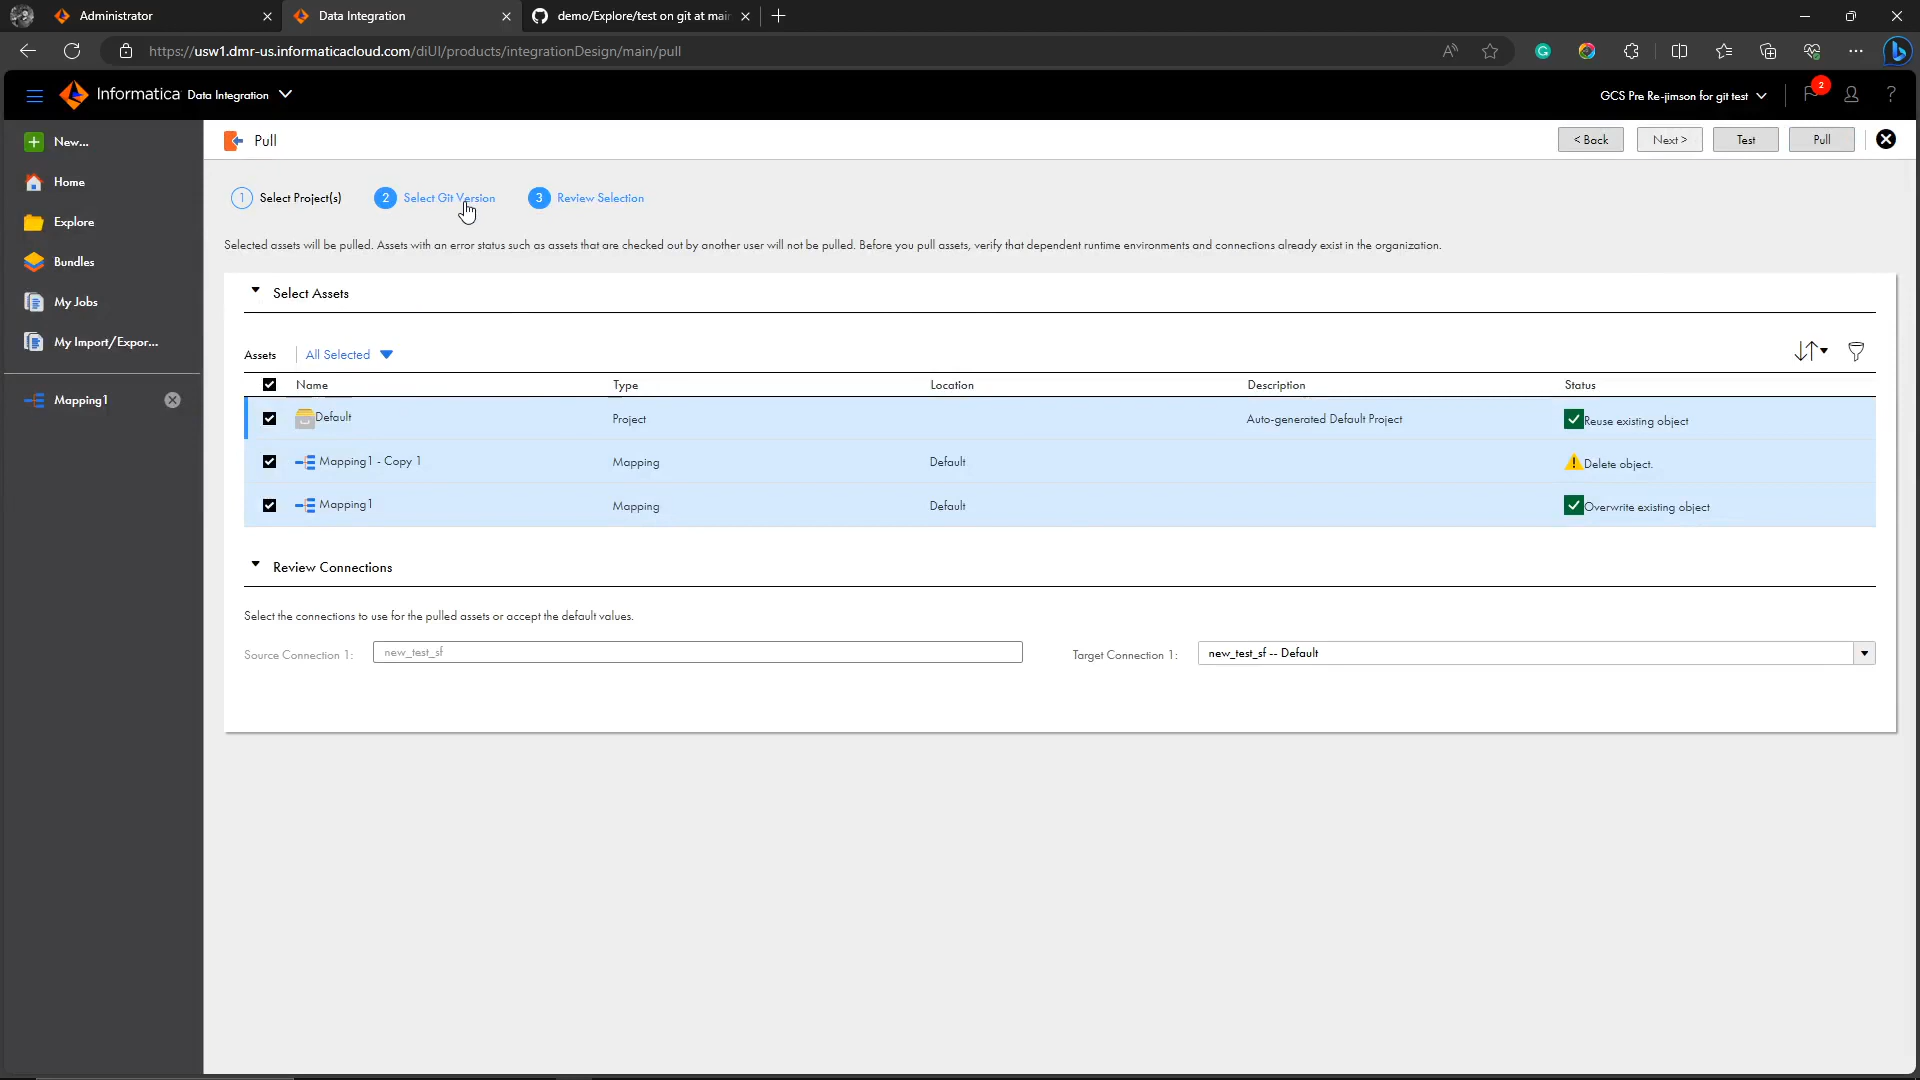 Administrator
Data Integration
demo/Explore/test on git at mai
https://usw1.dmr-us.informaticacloud.com/diUI/products/integrationDesign/main/pull
Informatica Data Integration
GCS Pre Re-jimson for git test
2
?
New...
Home
Explore
Bundles
My Jobs
My Import/Expor...
Mapping1
Pull
< Back
Next >
Test
Pull
1 Select Project(s)
2 Select Git Version
3 Review Selection
Selected assets will be pulled. Assets with an error status such as assets that are checked out by another user will not be pulled. Before you pull assets, verify that dependent runtime environments and connections already exist in the organization.
Select Assets
Assets All Selected
Name Type Location Description Status
Default Project Auto-generated Default Project Reuse existing object
Mapping1 - Copy 1 Mapping Default Delete object.
Mapping1 Mapping Default Overwrite existing object
Review Connections
Select the connections to use for the pulled assets or accept the default values.
Source Connection 1: new_test_sf Target Connection 1: new_test_sf -- Default